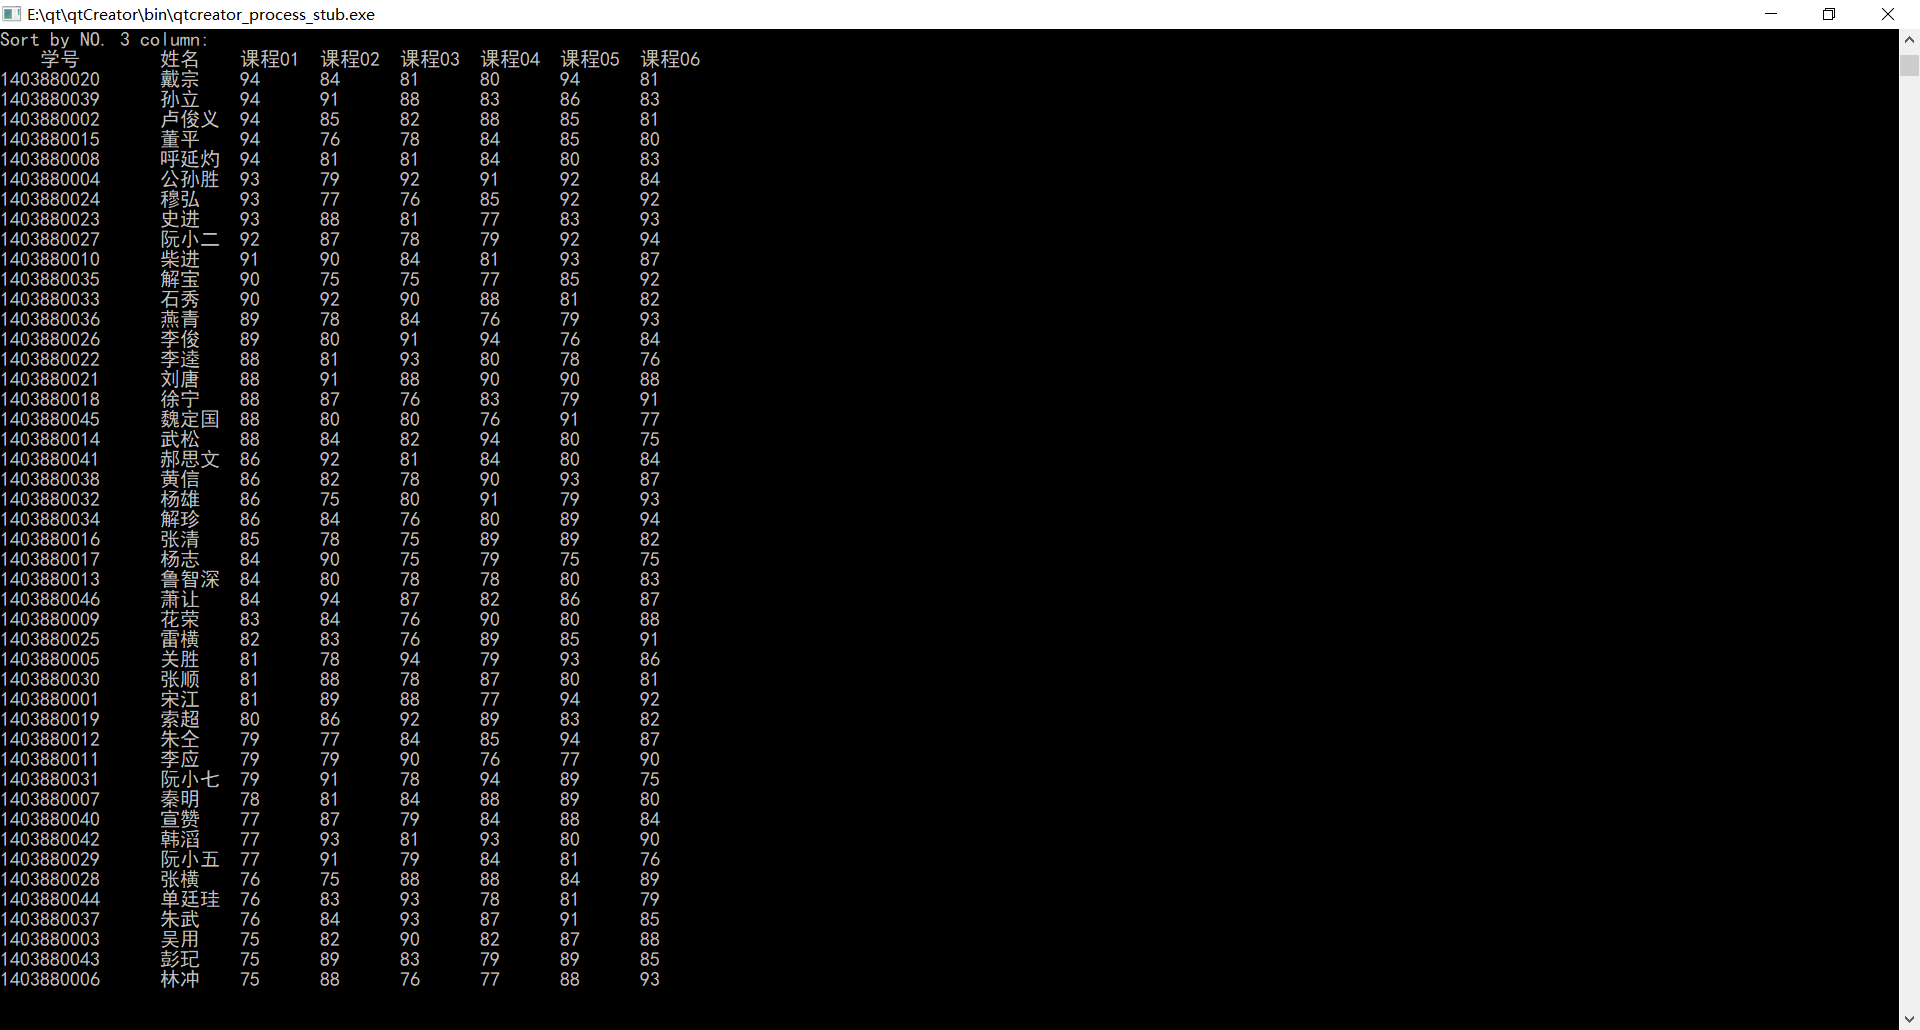 E:\qt\qtCreator\bin\qtcreator_process_stub.exe
Sort by NO. 3 column:
学号 姓名 课程01 课程02 课程03 课程04 课程05 课程06
1403880020 戴宗 94 84 81 80 94 81
1403880039 孙立 94 91 88 83 86 83
1403880002 卢俊义 94 85 82 88 85 81
1403880015 董平 94 76 78 84 85 80
1403880008 呼延灼 94 81 81 84 80 83
1403880004 公孙胜 93 79 92 91 92 84
1403880024 穆弘 93 77 76 85 92 92
1403880023 史进 93 88 81 77 83 93
1403880027 阮小二 92 87 78 79 92 94
1403880010 柴进 91 90 84 81 93 87
1403880035 解宝 90 75 75 77 85 92
1403880033 石秀 90 92 90 88 81 82
1403880036 燕青 89 78 84 76 79 93
1403880026 李俊 89 80 91 94 76 84
1403880022 李逵 88 81 93 80 78 76
1403880021 刘唐 88 91 88 90 90 88
1403880018 徐宁 88 87 76 83 79 91
1403880045 魏定国 88 80 80 76 91 77
1403880014 武松 88 84 82 94 80 75
1403880041 郝思文 86 92 81 84 80 84
1403880038 黄信 86 82 78 90 93 87
1403880032 杨雄 86 75 80 91 79 93
1403880034 解珍 86 84 76 80 89 94
1403880016 张清 85 78 75 89 89 82
1403880017 杨志 84 90 75 79 75 75
1403880013 鲁智深 84 80 78 78 80 83
1403880046 萧让 84 94 87 82 86 87
1403880009 花荣 83 84 76 90 80 88
1403880025 雷横 82 83 76 89 85 91
1403880005 关胜 81 78 94 79 93 86
1403880030 张顺 81 88 78 87 80 81
1403880001 宋江 81 89 88 77 94 92
1403880019 索超 80 86 92 89 83 82
1403880012 朱仝 79 77 84 85 94 87
1403880011 李应 79 79 90 76 77 90
1403880031 阮小七 79 91 78 94 89 75
1403880007 秦明 78 81 84 88 89 80
1403880040 宣赞 77 87 79 84 88 84
1403880042 韩滔 77 93 81 93 80 90
1403880029 阮小五 77 91 79 84 81 76
1403880028 张横 76 75 88 88 84 89
1403880044 单廷珪 76 83 93 78 81 79
1403880037 朱武 76 84 93 87 91 85
1403880003 吴用 75 82 90 82 87 88
1403880043 彭玘 75 89 83 79 89 85
1403880006 林冲 75 88 76 77 88 93